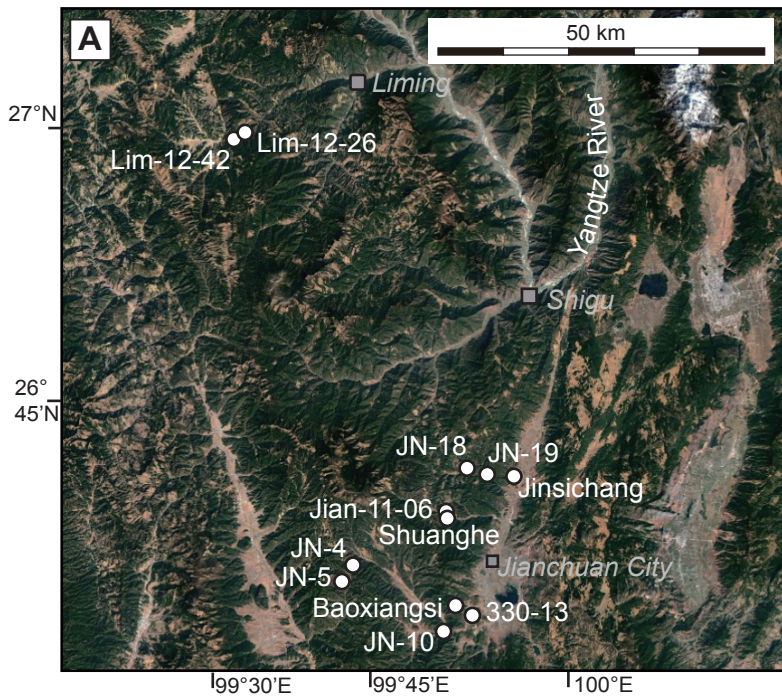 A
50 km
Liming
27°N
Lim-12-26
Lim-12-42
Yangtze River
Shigu
26°
45'N
JN-18
JN-19
Jinsichang
Jian-11-06
Shuanghe
JN-4
Jianchuan City
JN-5
Baoxiangsi
330-13
JN-10
99°30'E
99°45'E
100°E